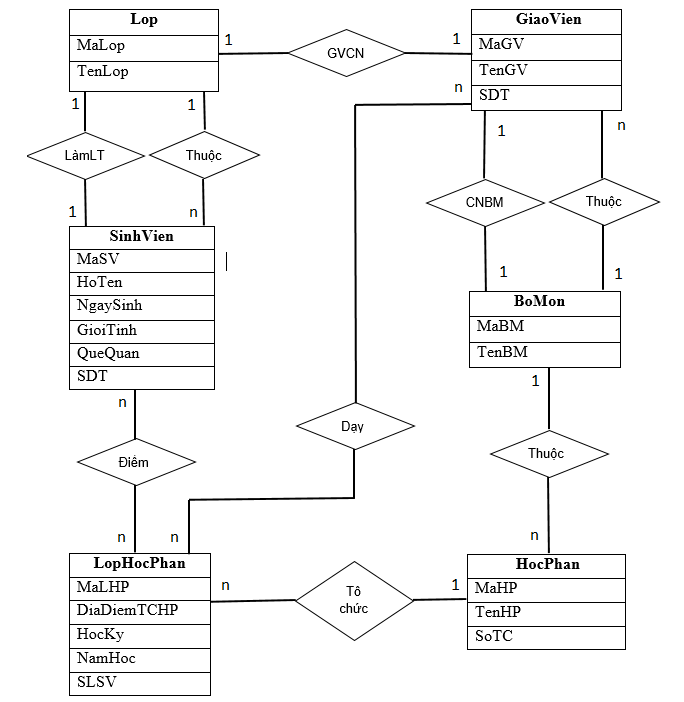 Lop
MaLop
TenLop
1
GVCN
1
GiaoVien
MaGV
TenGV
SDT
n
1
1
LàmLT
Thuộc
1
n
1
n
CNBM
Thuộc
1
1
SinhVien
MaSV
HoTen
NgaySinh
GioiTinh
QueQuan
SDT
BoMon
MaBM
TenBM
n
1
Dạy
Điểm
Thuộc
n
n
n
LopHocPhan
MaLHP
DiaDiemTCHP
HocKy
NamHoc
SLSV
n
Tô
chức
1
HocPhan
MaHP
TenHP
SoTC